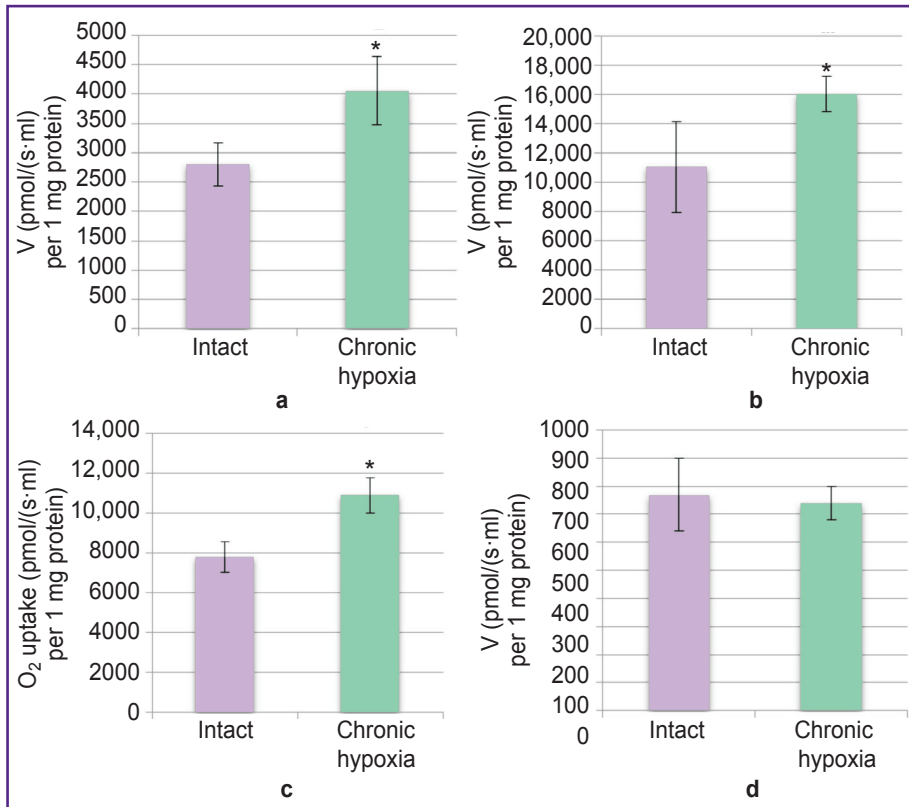 5000
4500
4000
3500
3000
2500
2000
1500
1000
500
0
V (pmol/(s·ml)
per 1 mg protein)
*
Intact
Chronic
hypoxia
a
20,000
18,000
16,000
14,000
12,000
10,000
8000
6000
4000
2000
0
V (pmol/(s·ml)
per 1 mg protein)
*
Intact
Chronic
hypoxia
b
14,000
12,000
10,000
8000
6000
4000
2000
0
O₂ uptake (pmol/(s·ml)
per 1 mg protein)
*
Intact
Chronic
hypoxia
c
1000
900
800
700
600
500
400
300
200
100
0
V (pmol/(s·ml)
per 1 mg protein)
Intact
Chronic
hypoxia
d